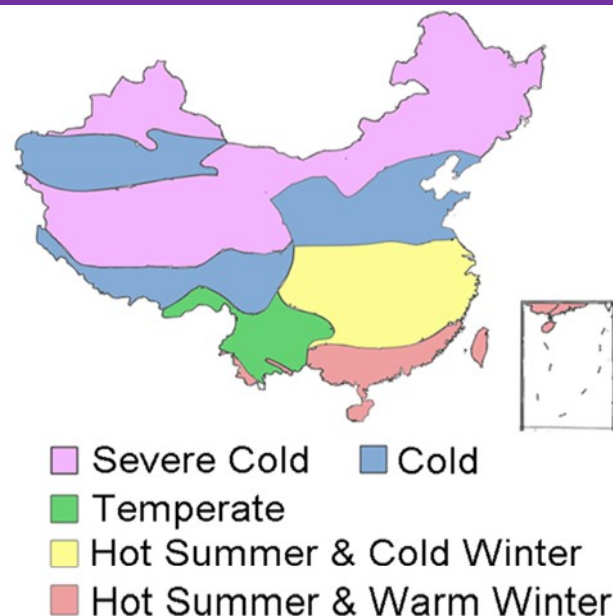 Severe Cold Cold
Temperate
Hot Summer & Cold Winter
Hot Summer & Warm Winter